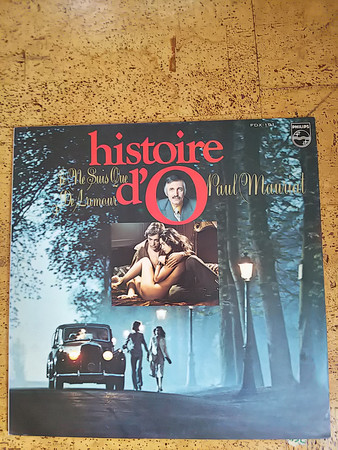 PHILIPS
histoire
d'O
Je Ne Suis Que
De L'amour
Paul Mauriat